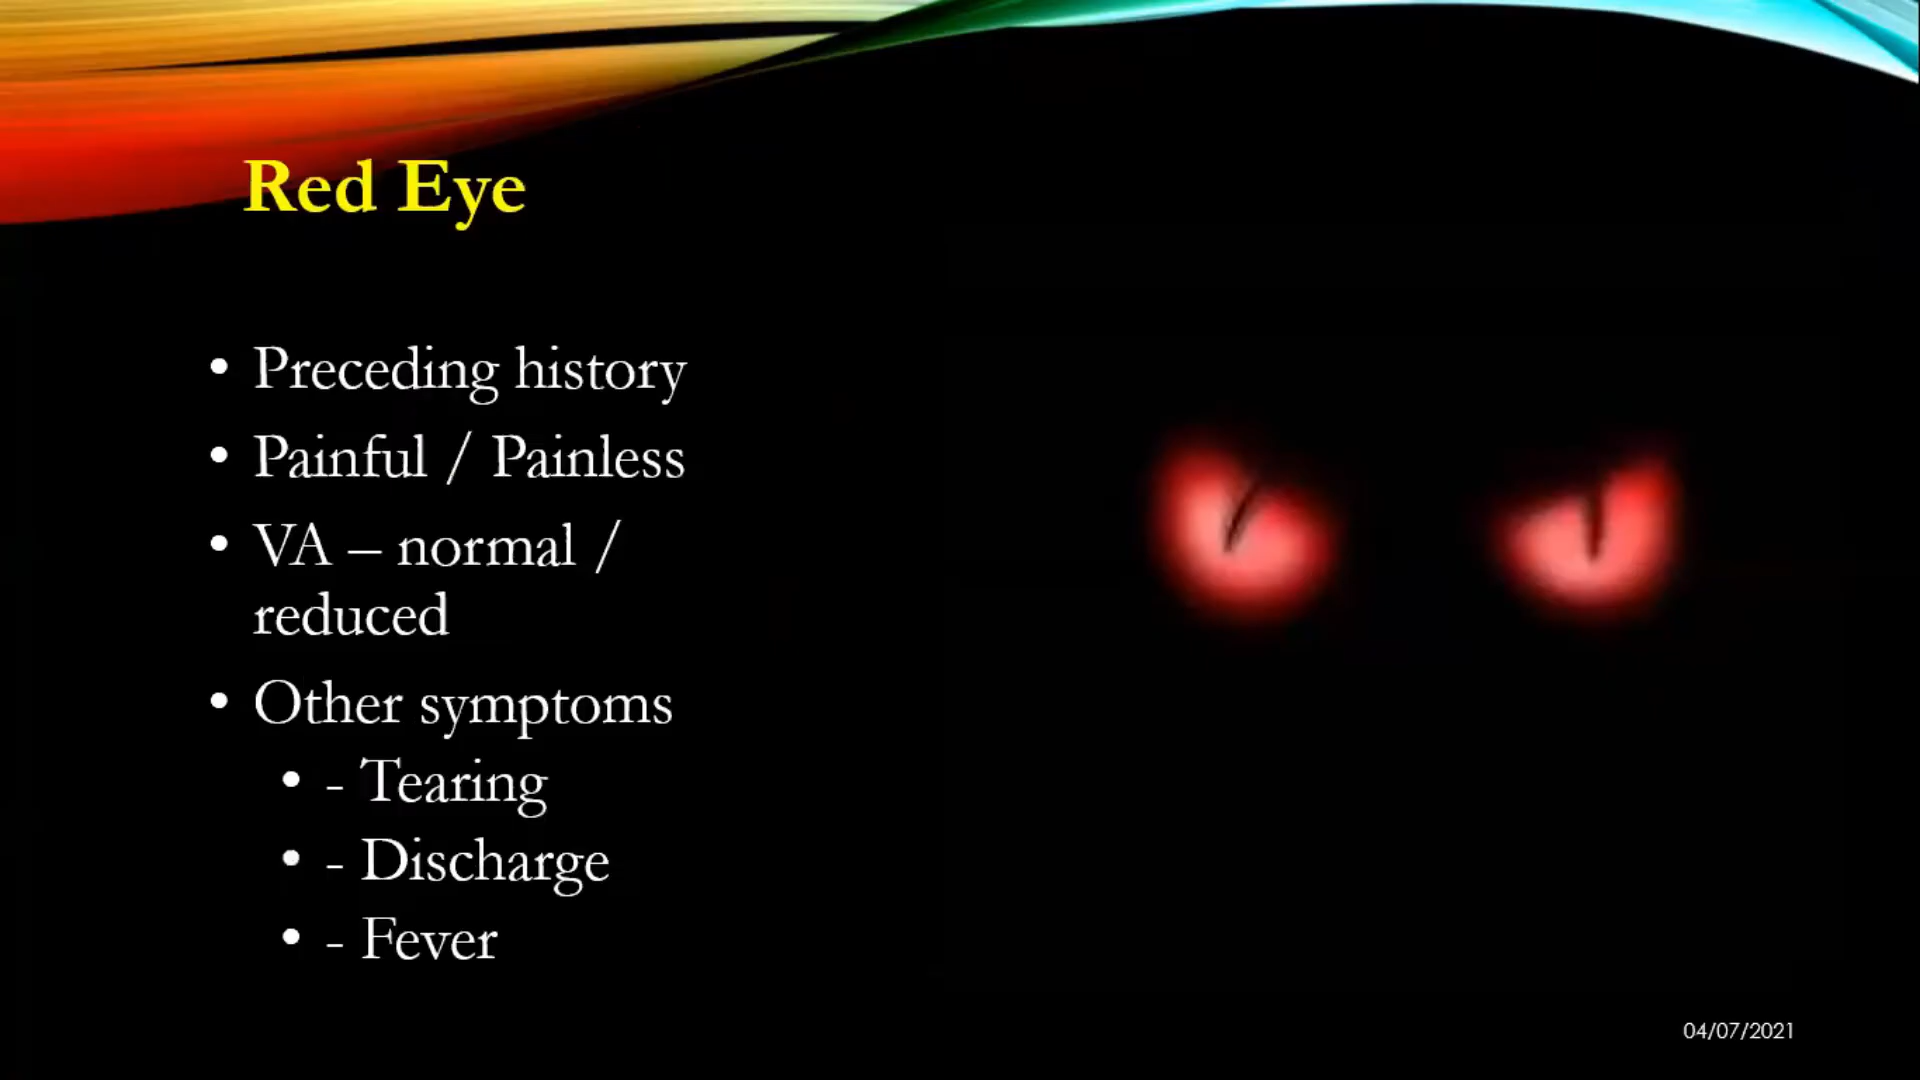 Red Eye
• Preceding history
• Painful / Painless
• VA – normal /
reduced
• Other symptoms
• - Tearing
• - Discharge
• - Fever
04/07/2021